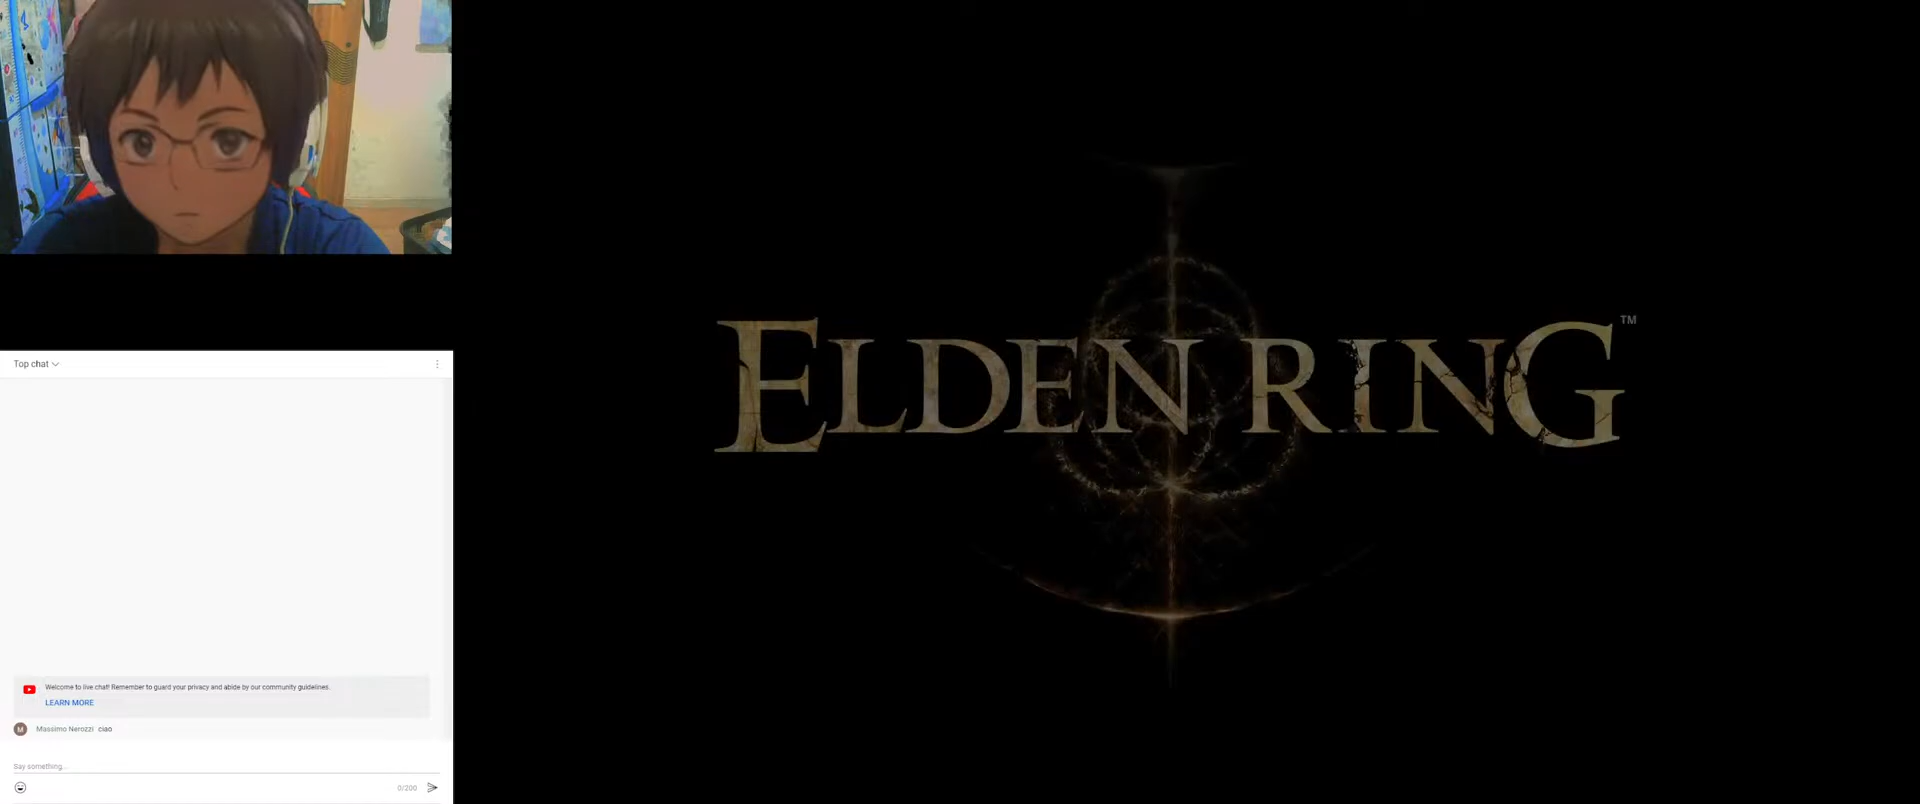 ELDEN RING™
Top chat
Welcome to live chat! Remember to guard your privacy and abide by our community guidelines.
LEARN MORE
M Massimo Nerozzi ciao
Say something...
0/200